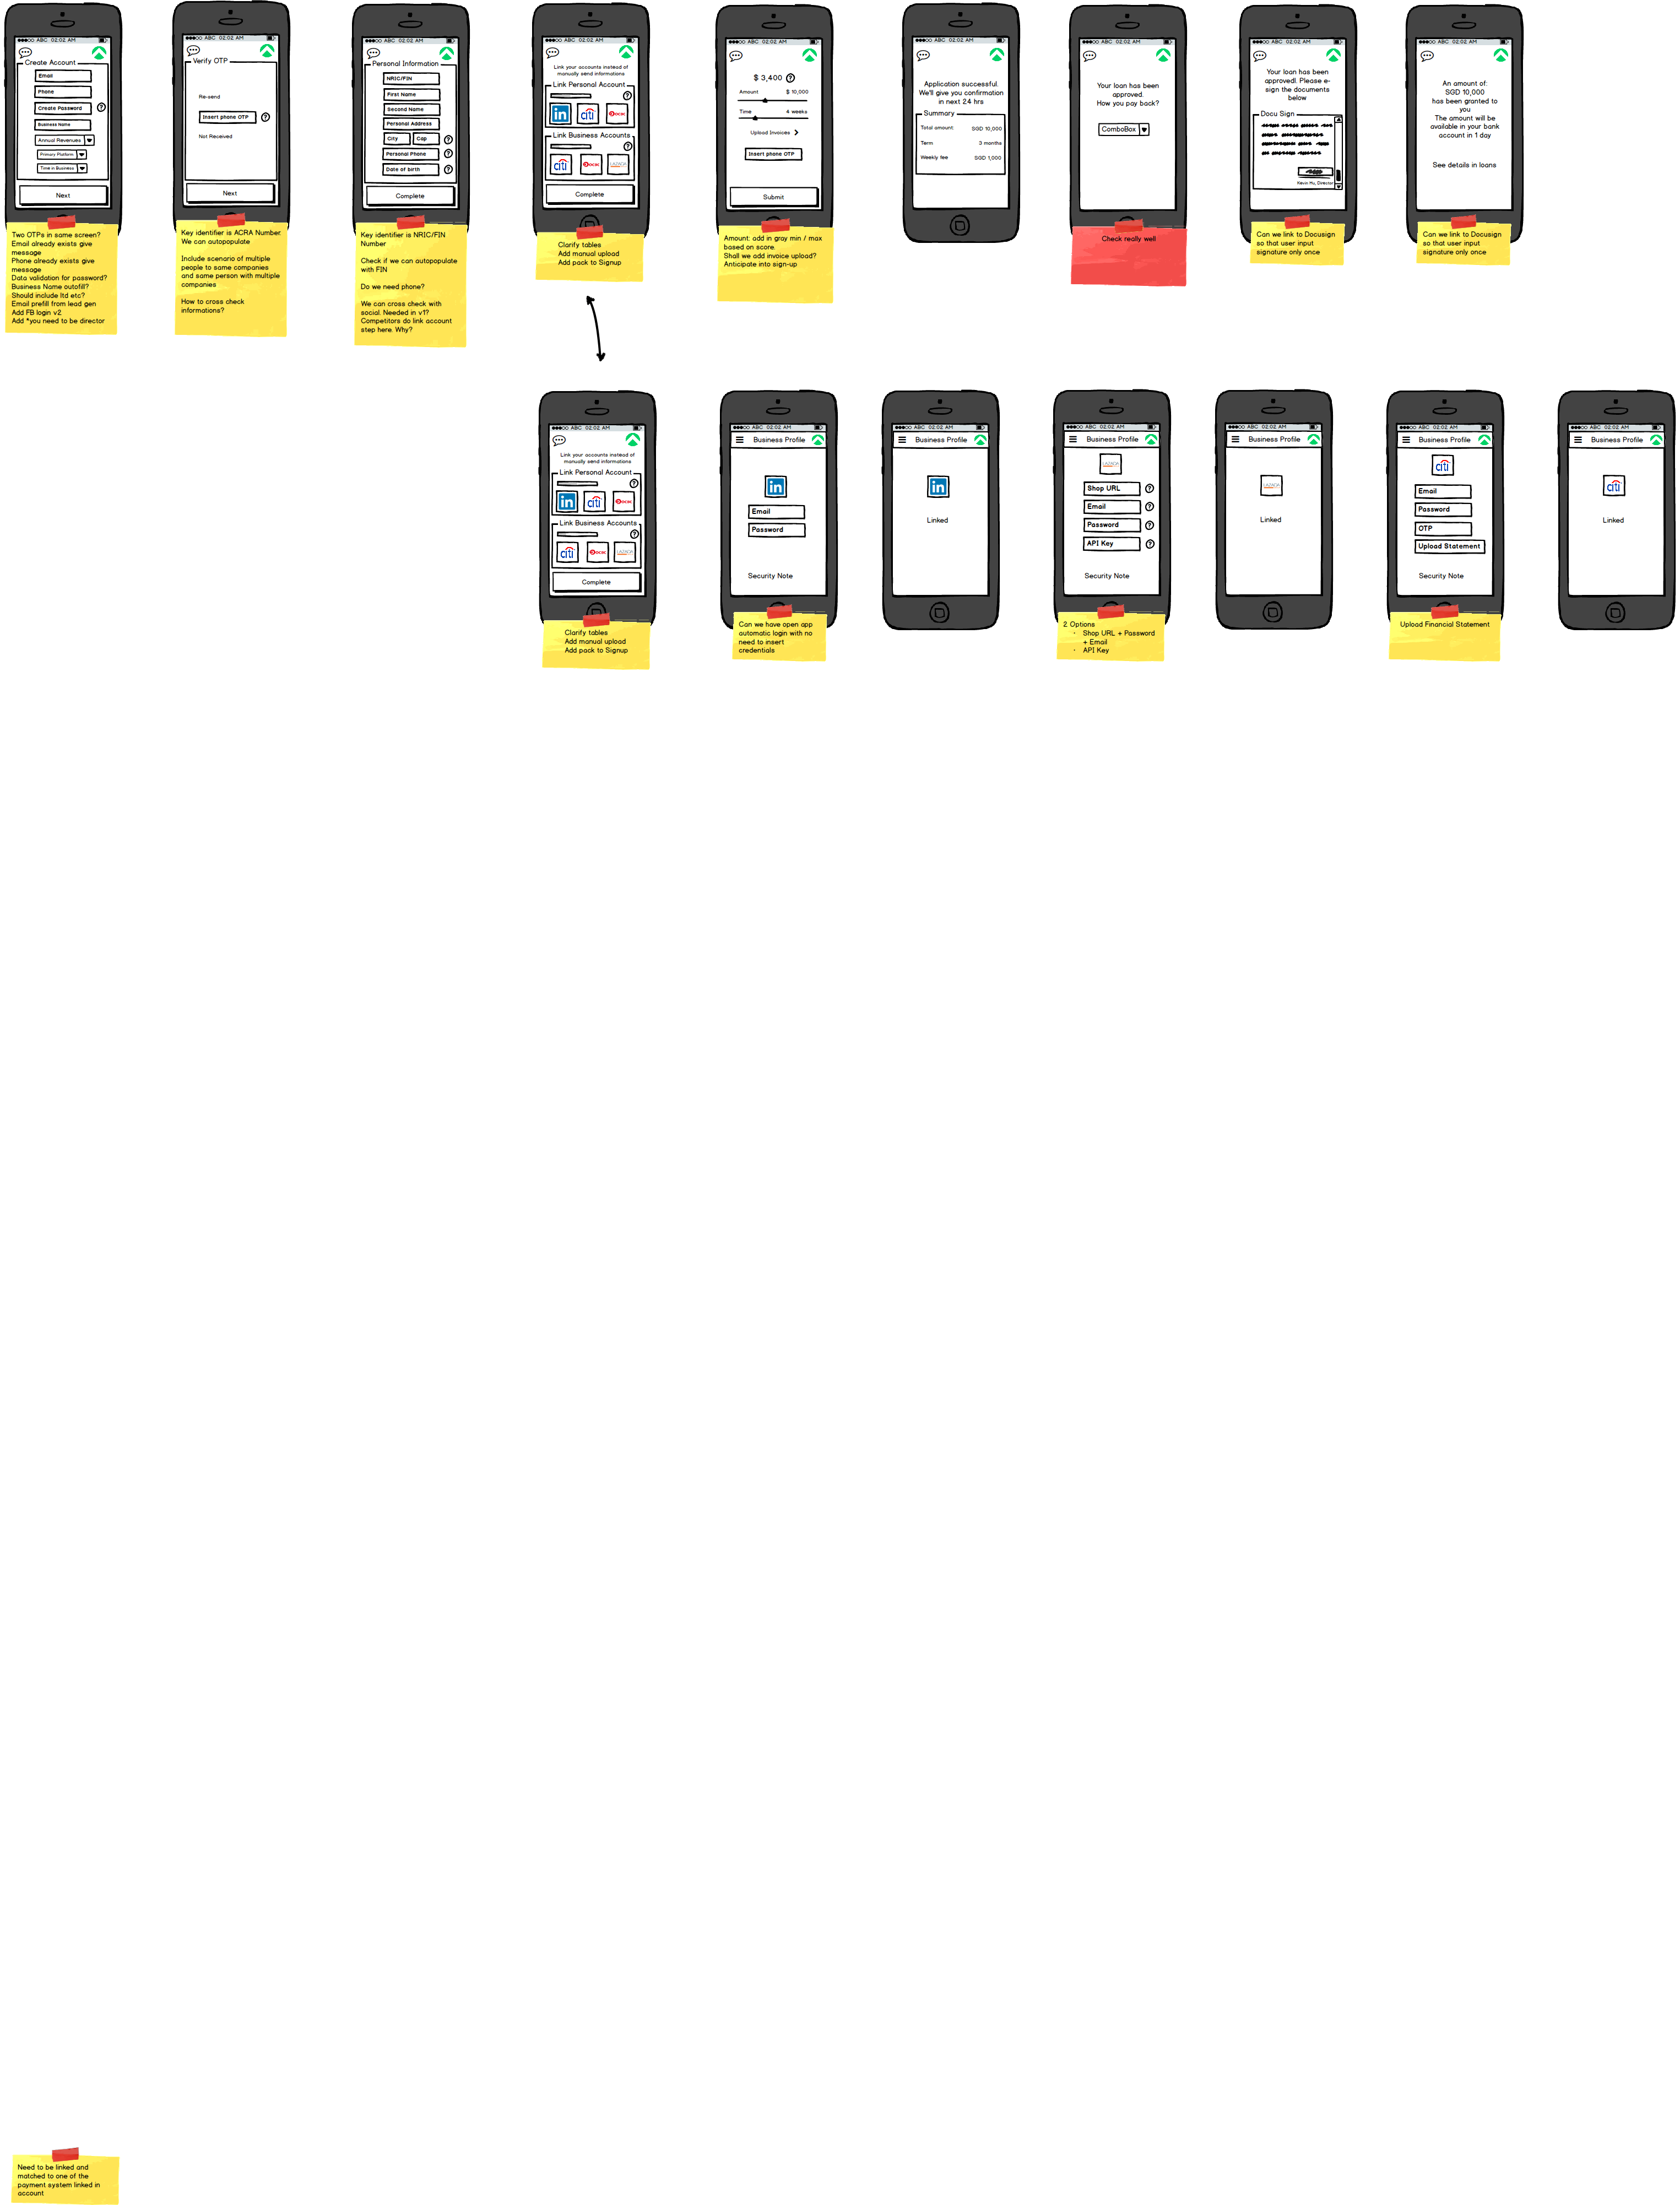 ABC 02:02 AM
Create Account
Email
Phone
Create Password ?
Business Name
Annual Revenues
Primary Platform
Time in Business
Next
Two OTPs in same screen?
Email already exists give
message
Phone already exists give
message
Data validation for password?
Business Name autofill?
Should include ltd etc?
Email prefill from lead gen
Add FB login v2
Add *you need to be director
ABC 02:02 AM
Verify OTP
Re-send
Insert phone OTP ?
Not Received
Next
Key identifier is ACRA Number.
We can autopopulate
Include scenario of multiple
people to same companies
and same person with multiple
companies
How to cross check
informations?
ABC 02:02 AM
Personal Information
NRIC/FIN
First Name
Second Name
Personal Address
City Cap ?
Personal Phone ?
Date of birth ?
Complete
Key identifier is NRIC/FIN
Number
Check if we can autopopulate
with FIN
Do we need phone?
We can cross check with
social. Needed in v1?
Competitors do link account
step here. Why?
ABC 02:02 AM
Link your accounts instead of
manually send informations
Link Personal Account
?
in citi OCBC
Link Business Accounts
?
citi OCBC LAZADA
Complete
Clarify tables
Add manual upload
Add pack to Signup
ABC 02:02 AM
$ 3,400 ?
Amount $ 10,000
Time 4 weeks
Upload Invoices
Insert phone OTP
Submit
Amount: add in gray min / max
based on score.
Shall we add invoice upload?
Anticipate into sign-up
ABC 02:02 AM
Application successful.
We'll give you confirmation
in next 24 hrs
Summary
Total amount: SGD 10,000
Term 3 months
Weekly fee SGD 1,000
ABC 02:02 AM
Your loan has been
approved.
How you pay back?
ComboBox
Check really well
ABC 02:02 AM
Your loan has been
approved!. Please e-
sign the documents
below
Docu Sign
Kevin Hu, Director
Can we link to Docusign
so that user input
signature only once
ABC 02:02 AM
An amount of:
SGD 10,000
has been granted to
you
The amount will be
available in your bank
account in 1 day
See details in loans
Can we link to Docusign
so that user input
signature only once
ABC 02:02 AM
Link your accounts instead of
manually send informations
Link Personal Account
?
in citi OCBC
Link Business Accounts
?
citi OCBC LAZADA
Complete
Clarify tables
Add manual upload
Add pack to Signup
ABC 02:02 AM
Business Profile
in
Email
Password
Security Note
Can we have open app
automatic login with no
need to insert
credentials
ABC 02:02 AM
Business Profile
in
Linked
ABC 02:02 AM
Business Profile
LAZADA
Shop URL ?
Email ?
Password ?
API Key ?
Security Note
2 Options
· Shop URL + Password
+ Email
· API Key
ABC 02:02 AM
Business Profile
LAZADA
Linked
ABC 02:02 AM
Business Profile
citi
Email
Password
OTP
Upload Statement
Security Note
Upload Financial Statement
ABC 02:02 AM
Business Profile
citi
Linked
Need to be linked and
matched to one of the
payment system linked in
account